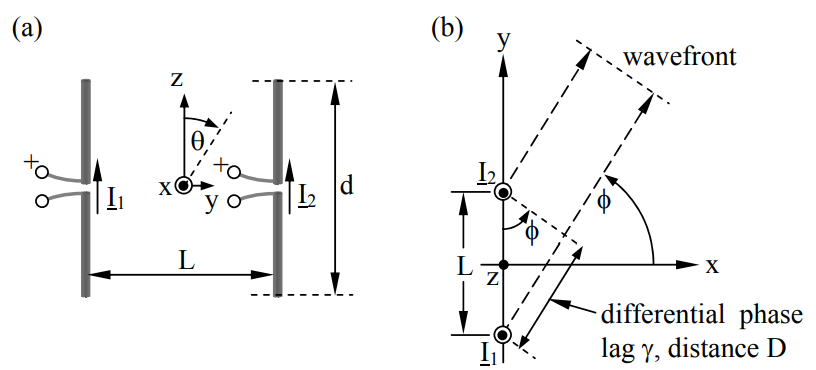 (a)
z
θ
+
+
x
y
I₁
I₂
d
L
(b)
y
wavefront
I₂
ϕ
ϕ
L
z
x
I₁
differential phase
lag γ, distance D